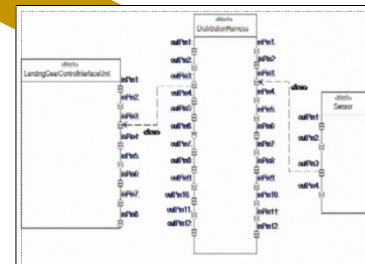 «block»
LandingGearControlInterfaceUnit
inPin1:
inPin2:
inPin3:
inPin4:
inPin5:
inPin6:
inPin7:
inPin8:
«block»
DistributionHarness
outPin1:
outPin2:
outPin3:
outPin4:
outPin5:
outPin6:
outPin7:
outPin8:
outPin9:
outPin10:
outPin11:
outPin12:
inPin1:
inPin2:
inPin3:
inPin4:
inPin5:
inPin6:
inPin7:
inPin8:
inPin9:
inPin10:
inPin11:
inPin12:
«block»
Sensor
outPin1:
outPin2:
outPin3:
outPin4: